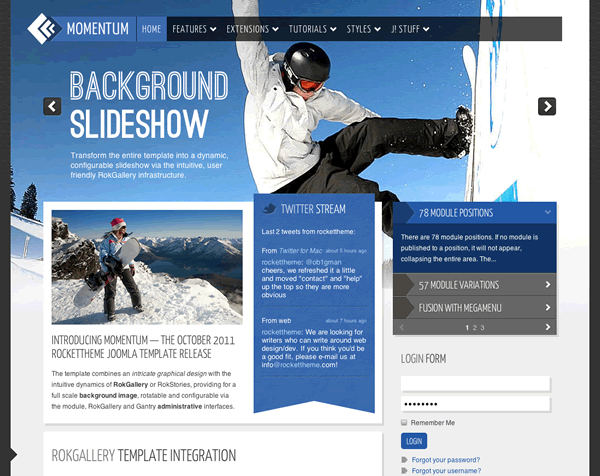 MOMENTUM
HOME
FEATURES
EXTENSIONS
TUTORIALS
STYLES
J! STUFF
BACKGROUND
SLIDESHOW
Transform the entire template into a dynamic,
configurable slideshow via the intuitive, user
friendly RokGallery infrastructure.
INTRODUCING MOMENTUM — THE OCTOBER 2011
ROCKETTHEME JOOMLA TEMPLATE RELEASE
The template combines an intricate graphical design with
the intuitive dynamics of RokGallery or RokStories, providing for a
full scale background image, rotatable and configurable via
the module, RokGallery and Gantry administrative interfaces.
TWITTER STREAM
Last 2 tweets from rockettheme:
From Twitter for Mac about 5 hours ago
rockettheme: @ob1gman
cheers, we refreshed it a little
and moved "contact" and "help"
up the top so they are more
obvious
From web about 7 hours ago
rockettheme: We are looking for
writers who can write around web
design/dev. If you think you'd be
a good fit, please e-mail us at
info@rockettheme.com!
78 MODULE POSITIONS
There are 78 module positions. If no module is
published to a position, it will not appear,
collapsing the entire area. The...
57 MODULE VARIATIONS
FUSION WITH MEGAMENU
1 2 3
LOGIN FORM
Remember Me
LOGIN
Forgot your password?
Forgot your username?
ROKGALLERY TEMPLATE INTEGRATION